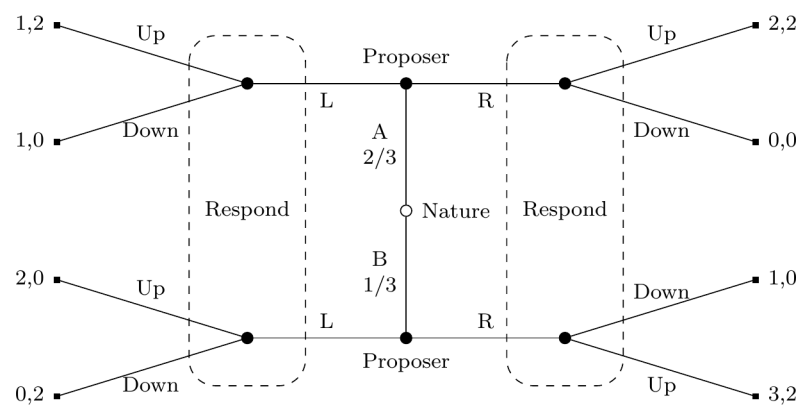 1,2
Up
Up
2,2
Proposer
L
R
1,0
Down
A
Down
0,0
2/3
Respond
Nature
Respond
B
2,0
Up
1/3
Down
1,0
L
R
Proposer
0,2
Down
Up
3,2